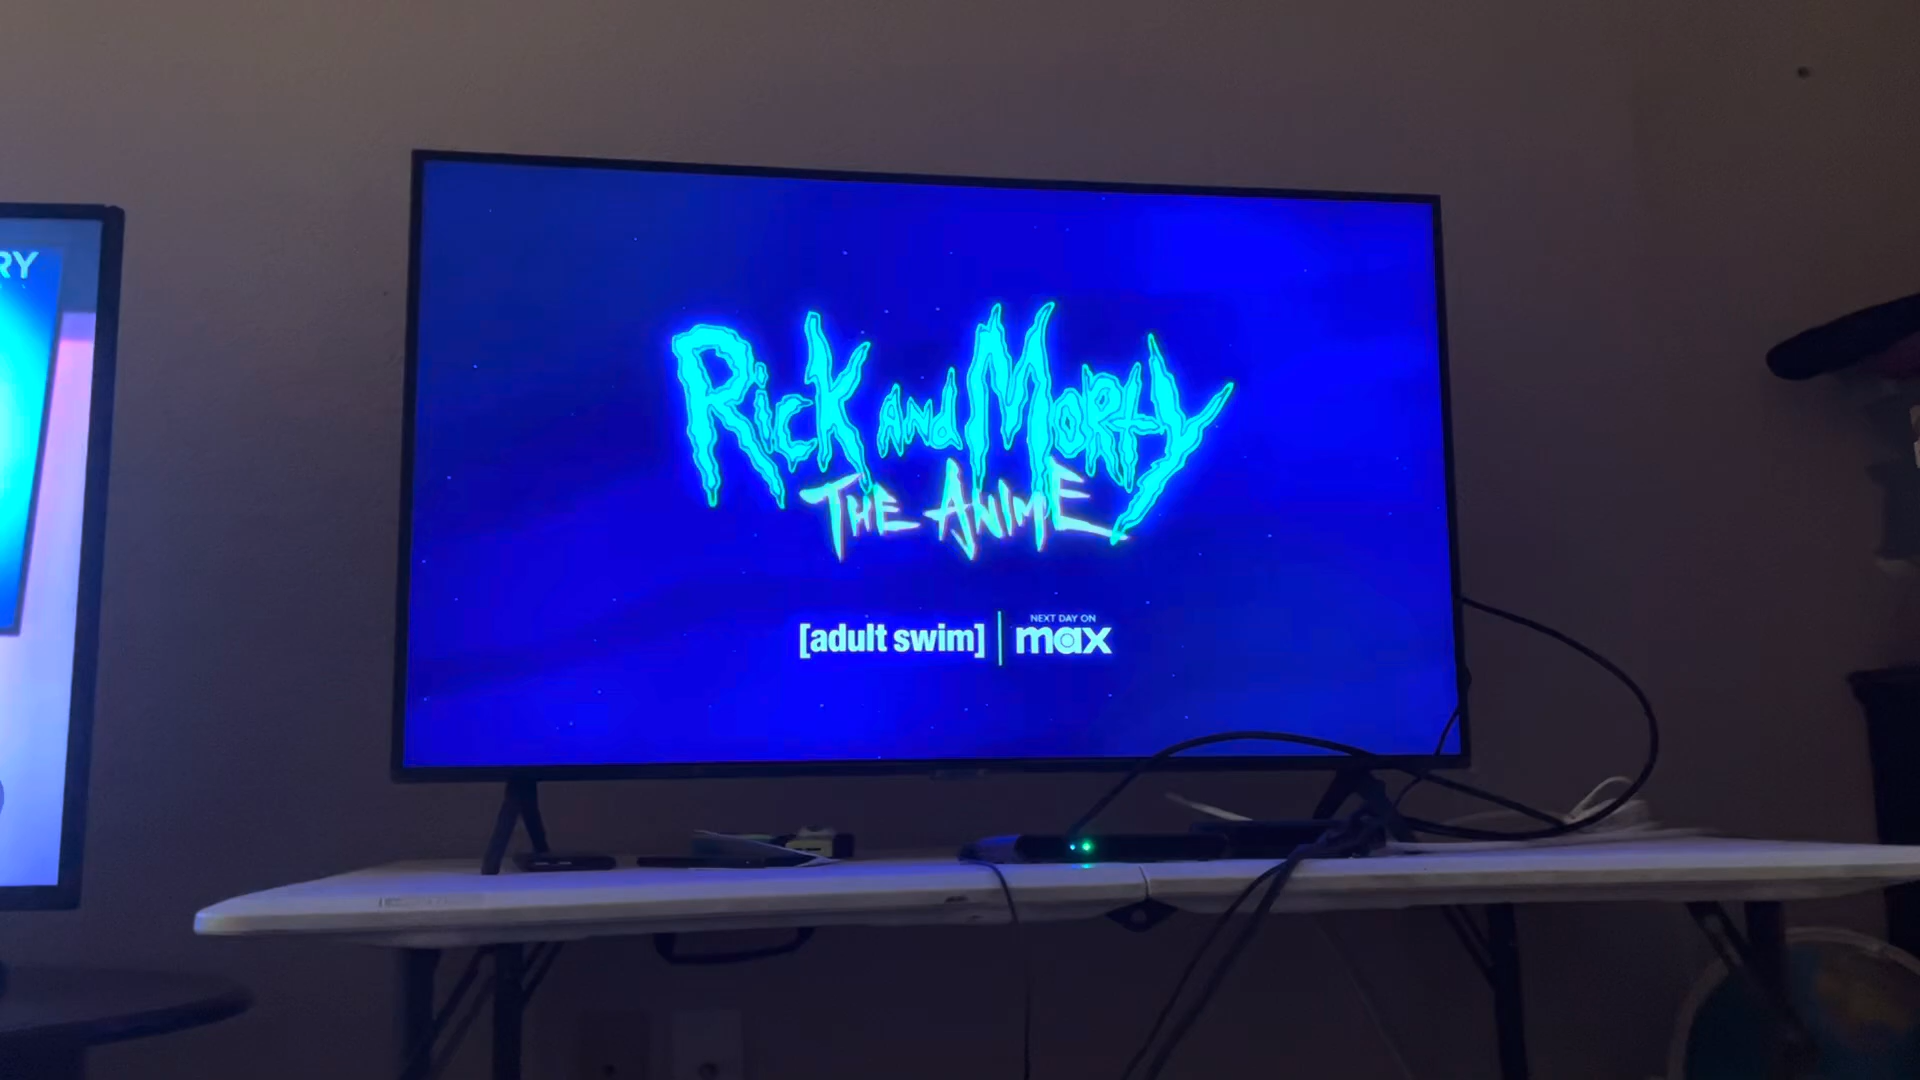 RY
Rick and Morty
The Anime
[adult swim]
NEXT DAY ON
max